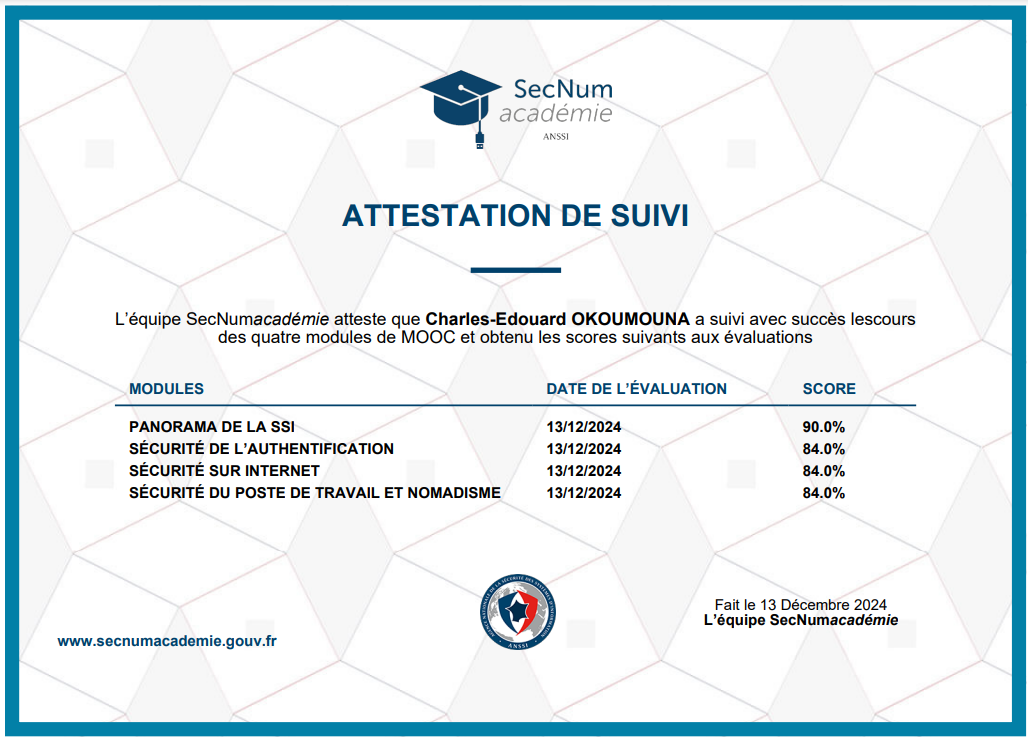 SecNum
académie
ANSSI
ATTESTATION DE SUIVI
L'équipe SecNumacadémie atteste que Charles-Edouard OKOUMOUNA a suivi avec succès lescours
des quatre modules de MOOC et obtenu les scores suivants aux évaluations
MODULES DATE DE L'ÉVALUATION SCORE
PANORAMA DE LA SSI 13/12/2024 90.0%
SÉCURITÉ DE L'AUTHENTIFICATION 13/12/2024 84.0%
SÉCURITÉ SUR INTERNET 13/12/2024 84.0%
SÉCURITÉ DU POSTE DE TRAVAIL ET NOMADISME 13/12/2024 84.0%
AGENCE NATIONALE DE LA SÉCURITÉ DES SYSTÈMES D'INFORMATION
ANSSI
Fait le 13 Décembre 2024
L'équipe SecNumacadémie
www.secnumacademie.gouv.fr